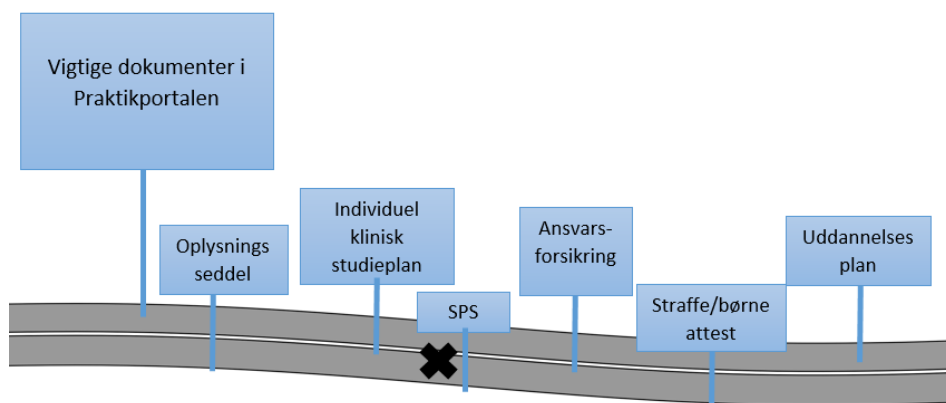 Vigtige dokumenter i
Praktikportalen
Oplysnings
seddel
Individuel
klinisk
studieplan
SPS
Ansvars-
forsikring
Straffe/børne
attest
Uddannelses
plan